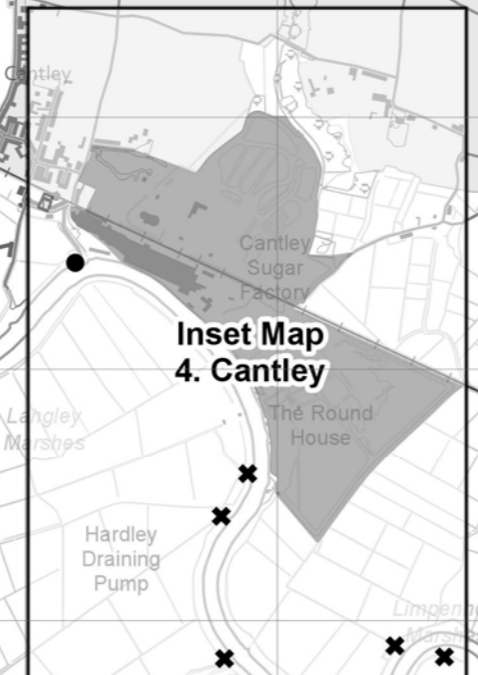 Cantley
Cantley
Sugar
Factory
Inset Map
4. Cantley
The Round
House
Langley
Marshes
Hardley
Draining
Pump